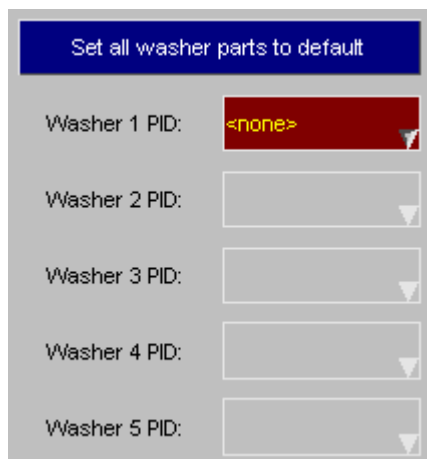 Set all washer parts to default
Washer 1 PID: <none>
Washer 2 PID:
Washer 3 PID:
Washer 4 PID:
Washer 5 PID: